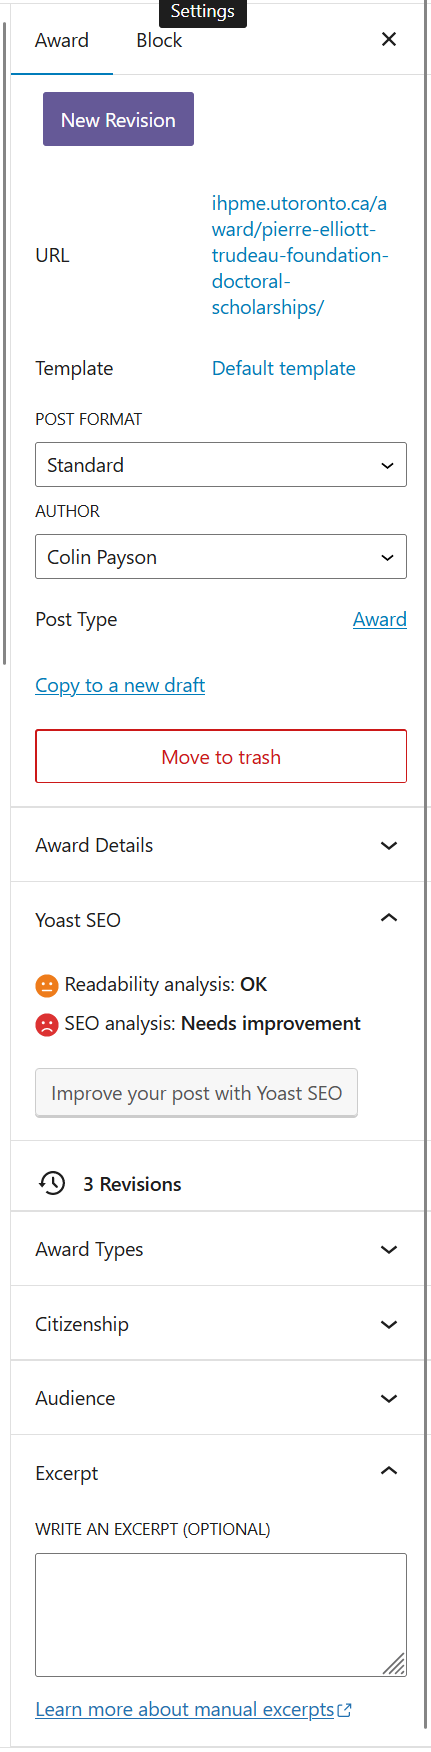 Settings
Award
Block
New Revision
URL
ihpme.utoronto.ca/a
ward/pierre-elliott-
trudeau-foundation-
doctoral-
scholarships/
Template
Default template
POST FORMAT
Standard
AUTHOR
Colin Payson
Post Type
Award
Copy to a new draft
Move to trash
Award Details
Yoast SEO
Readability analysis: OK
SEO analysis: Needs improvement
Improve your post with Yoast SEO
3 Revisions
Award Types
Citizenship
Audience
Excerpt
WRITE AN EXCERPT (OPTIONAL)
Learn more about manual excerpts